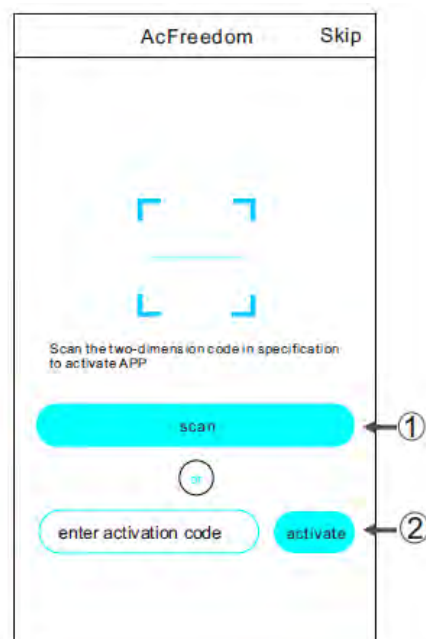 AcFreedom Skip
Scan the two-dimension code in specification
to activate APP
scan
①
or
enter activation code activate
②